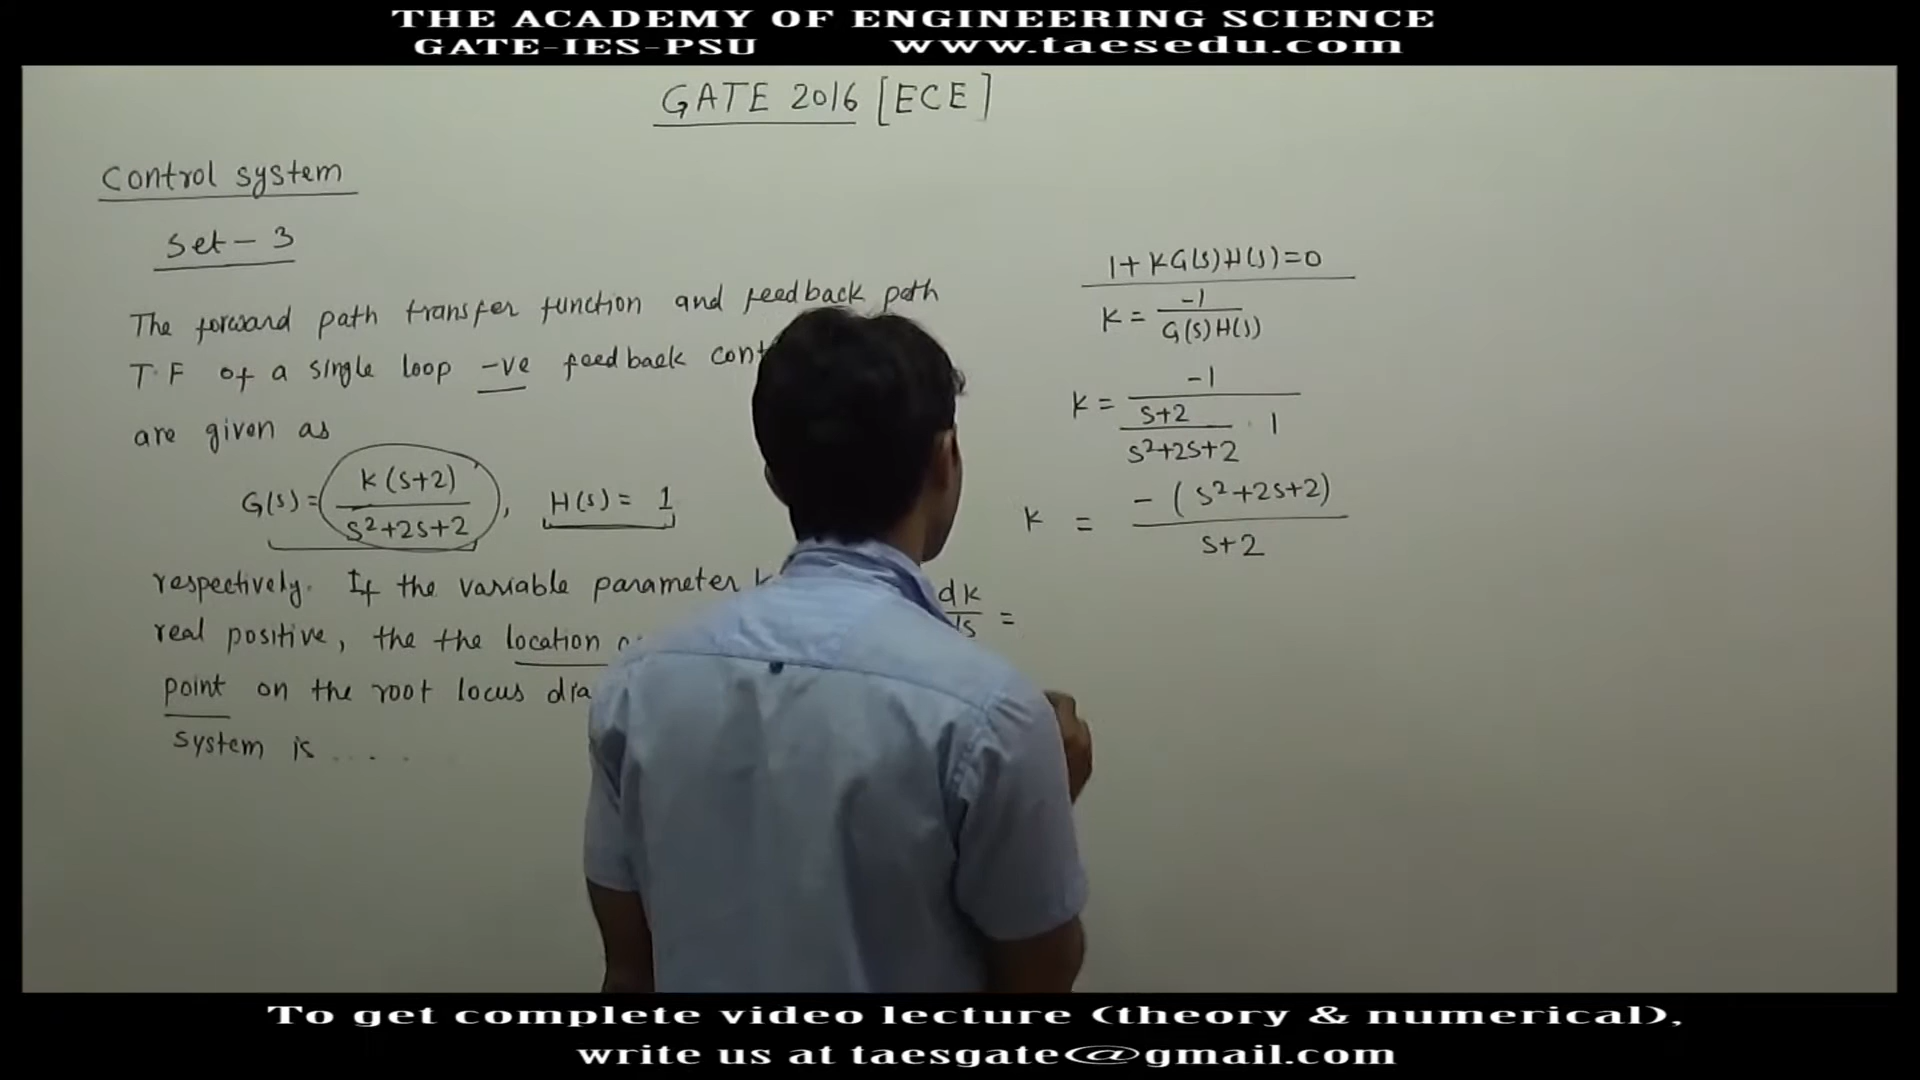 THE ACADEMY OF ENGINEERING SCIENCE
GATE-IES-PSU www.taesedu.com
GATE 2016 [ECE]
Control system
Set - 3
The forward path transfer function and feedback path
T.F of a single loop -ve feedback cont
are given as
G(s) = K(s+2) / s²+2s+2 , H(s) = 1
respectively. If the variable parameter k
real positive, the the location
point on the root locus dia
system is ....
1 + KG(s)H(s) = 0
K = -1 / G(s)H(s)
K = -1 / (s+2 / s²+2s+2 . 1)
K = -(s²+2s+2) / s+2
dk/ds =
To get complete video lecture (theory & numerical),
write us at taesgate@gmail.com